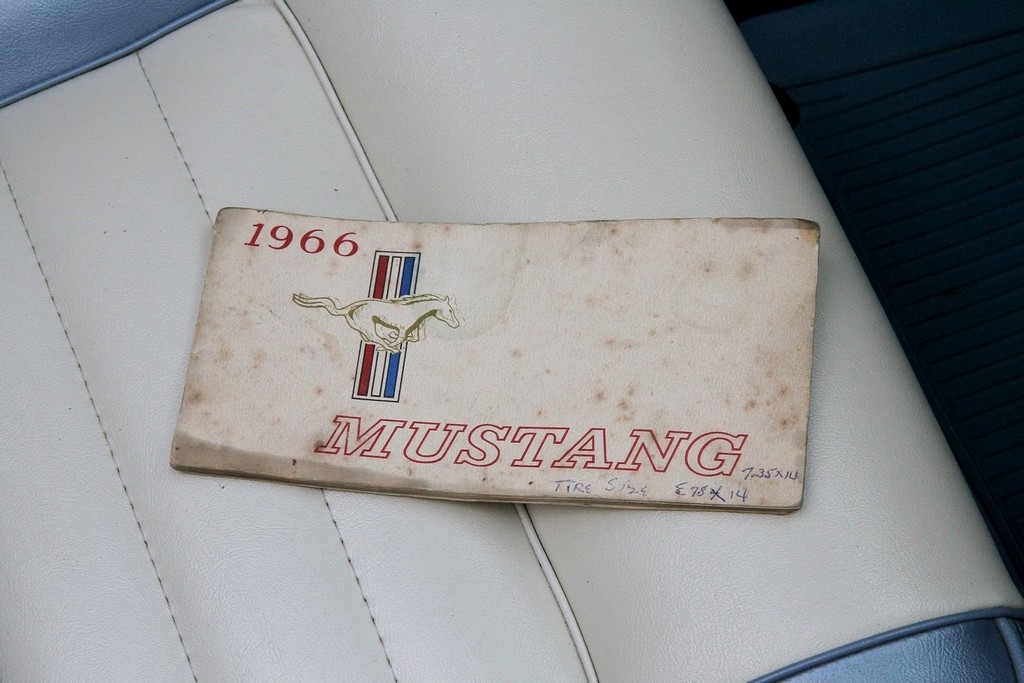 1966
MUSTANG
7.35X14
TIRE SIZE E78X14